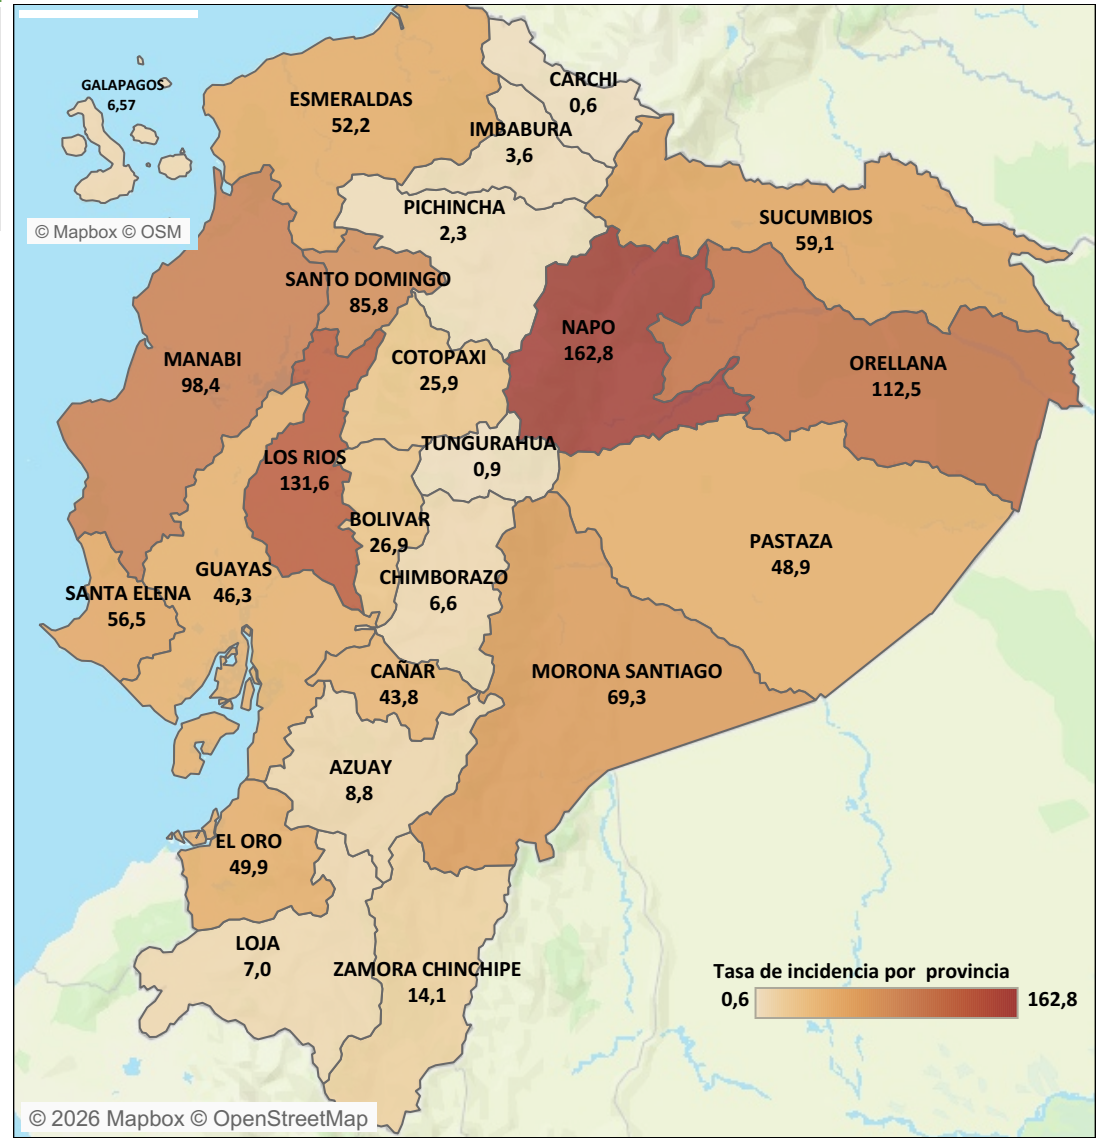 CARCHI
0,6
GALAPAGOS
6,57
ESMERALDAS
52,2
IMBABURA
3,6
PICHINCHA
2,3
SUCUMBIOS
59,1
© Mapbox © OSM
SANTO DOMINGO
85,8
NAPO
162,8
MANABI
98,4
COTOPAXI
25,9
ORELLANA
112,5
TUNGURAHUA
0,9
LOS RIOS
131,6
BOLIVAR
26,9
PASTAZA
48,9
GUAYAS
46,3
CHIMBORAZO
6,6
SANTA ELENA
56,5
CAÑAR
43,8
MORONA SANTIAGO
69,3
AZUAY
8,8
EL ORO
49,9
LOJA
7,0
ZAMORA CHINCHIPE
14,1
Tasa de incidencia por provincia
0,6 162,8
© 2026 Mapbox © OpenStreetMap